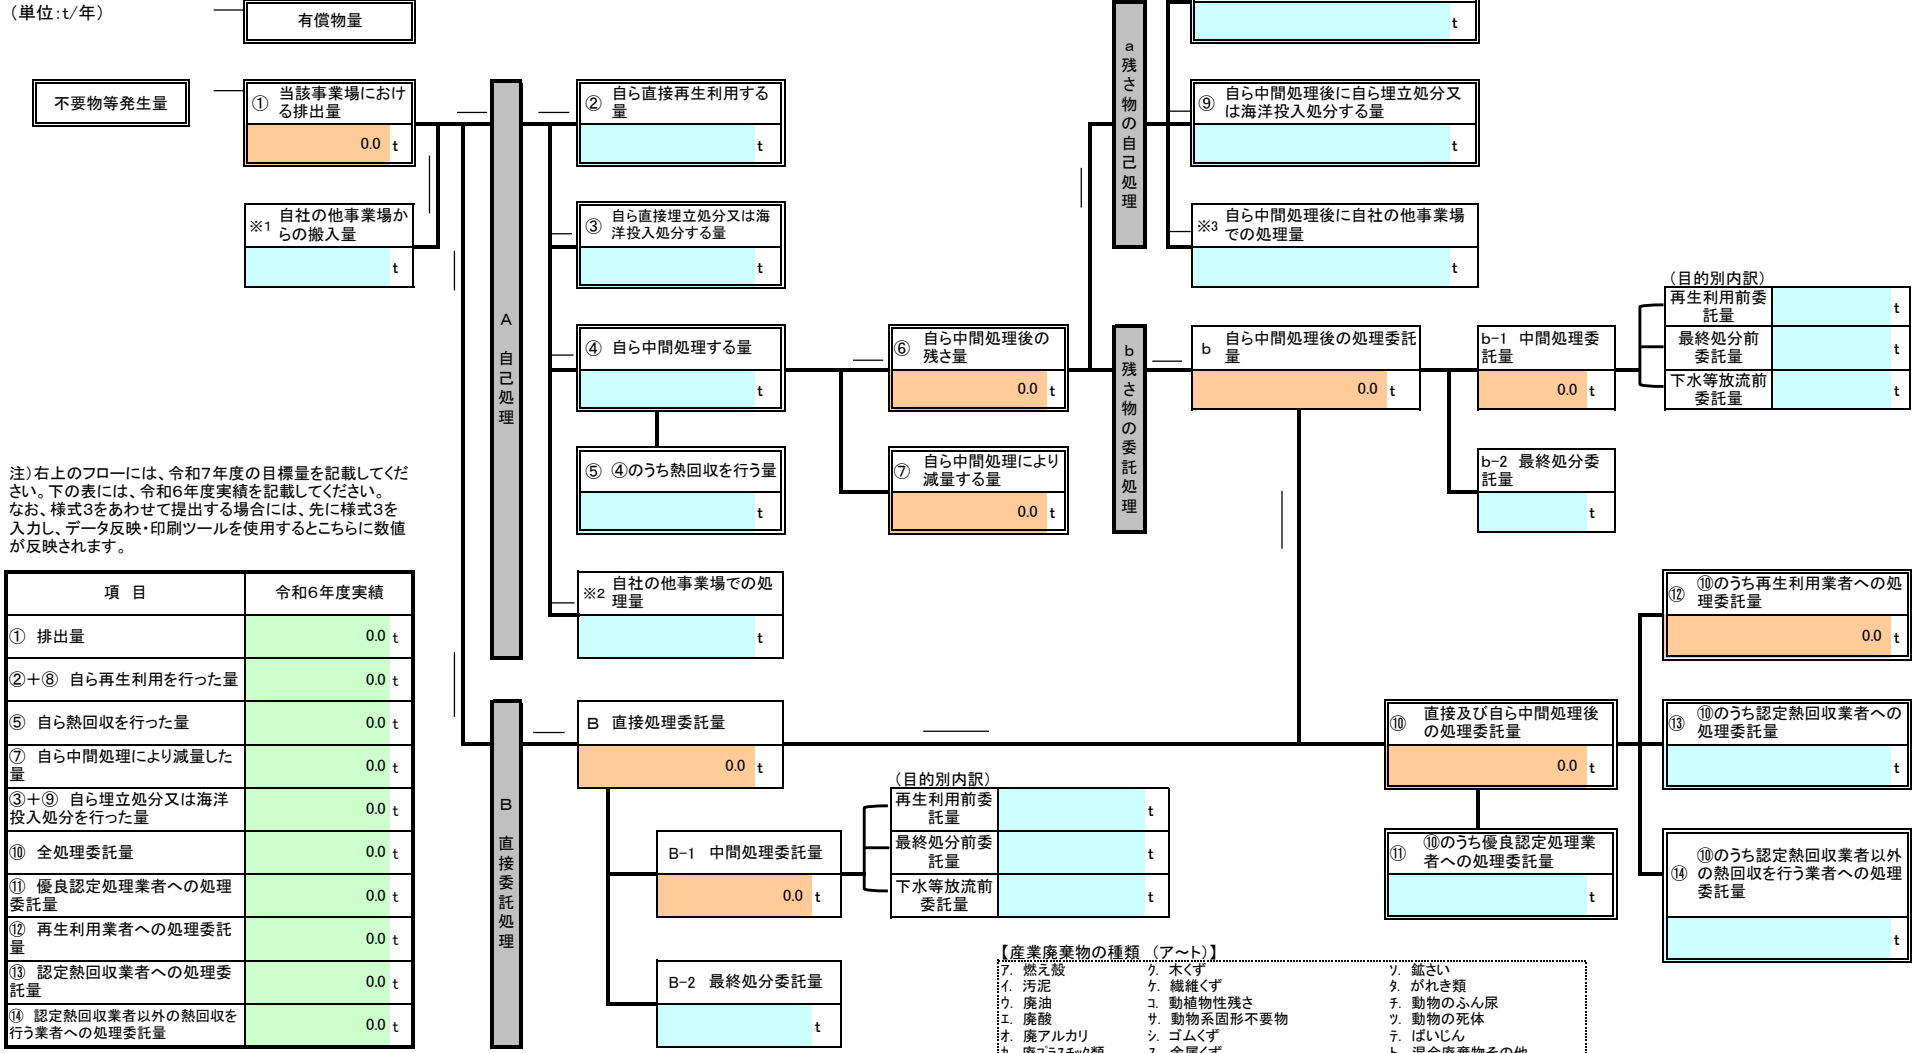 (単位:t/年)
有償物量
不要物等発生量
① 当該事業場におけ
る排出量
0.0 t
※1 自社の他事業場か
らの搬入量
t
A 自己処理
② 自ら直接再生利用する
量
t
③ 自ら直接埋立処分又は海
洋投入処分する量
t
④ 自ら中間処理する量
t
⑤ ④のうち熱回収を行う量
t
※2 自社の他事業場での処
理量
t
⑥ 自ら中間処理後の
残さ量
0.0 t
⑦ 自ら中間処理により
減量する量
0.0 t
a 残さ物の自己処理
t
⑨ 自ら中間処理後に自ら埋立処分又
は海洋投入処分する量
t
※3 自ら中間処理後に自社の他事業場
での処理量
t
b 残さ物の委託処理
b 自ら中間処理後の処理委託
量
0.0 t
b-1 中間処理委
託量
0.0 t
(目的別内訳)
再生利用前委
託量
t
最終処分前
委託量
t
下水等放流前
委託量
t
b-2 最終処分委
託量
t
注)右上のフローには、令和7年度の目標量を記載してくだ
さい。下の表には、令和6年度実績を記載してください。
なお、様式3をあわせて提出する場合には、先に様式3を
入力し、データ反映・印刷ツールを使用するとこちらに数値
が反映されます。
項 目 令和6年度実績
① 排出量 0.0 t
②+⑧ 自ら再生利用を行った量 0.0 t
⑤ 自ら熱回収を行った量 0.0 t
⑦ 自ら中間処理により減量した
量 0.0 t
③+⑨ 自ら埋立処分又は海洋
投入処分を行った量 0.0 t
⑩ 全処理委託量 0.0 t
⑪ 優良認定処理業者への処理
委託量 0.0 t
⑫ 再生利用業者への処理委託
量 0.0 t
⑬ 認定熱回収業者への処理委
託量 0.0 t
⑭ 認定熱回収業者以外の熱回収を
行う業者への処理委託量 0.0 t
B 直接委託処理
B 直接処理委託量
0.0 t
B-1 中間処理委託量
0.0 t
(目的別内訳)
再生利用前委
託量
t
最終処分前委
託量
t
下水等放流前
委託量
t
B-2 最終処分委託量
t
⑩ 直接及び自ら中間処理後
の処理委託量
0.0 t
⑪ ⑩のうち優良認定処理業
者への処理委託量
t
⑫ ⑩のうち再生利用業者への処
理委託量
0.0 t
⑬ ⑩のうち認定熱回収業者への
処理委託量
t
⑭ ⑩のうち認定熱回収業者以外
の熱回収を行う業者への処理
委託量
t
【産業廃棄物の種類 (ア~ト)】
ア. 燃え殻 ク. 木くず ソ. 鉱さい
イ. 汚泥 ケ. 繊維くず タ. がれき類
ウ. 廃油 コ. 動植物性残さ チ. 動物のふん尿
エ. 廃酸 サ. 動物系固形不要物 ツ. 動物の死体
オ. 廃アルカリ シ. ゴムくず テ. ばいじん
カ. 廃プラスチック類 ス. 金属くず ト. 混合廃棄物その他